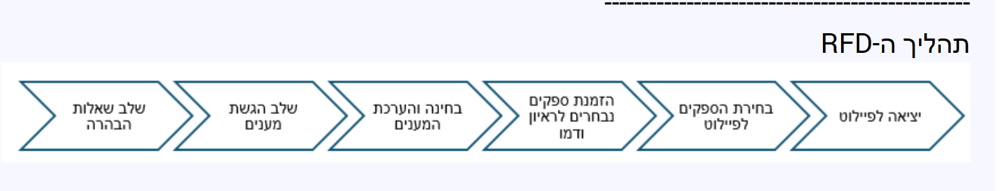 תהליך ה-RFD
שלב שאלות
הבהרה
שלב הגשת
מענים
בחינה והערכת
המענים
הזמנת ספקים
נבחרים לראיון
ודמו
בחירת הספקים
לפיילוט
יציאה לפיילוט